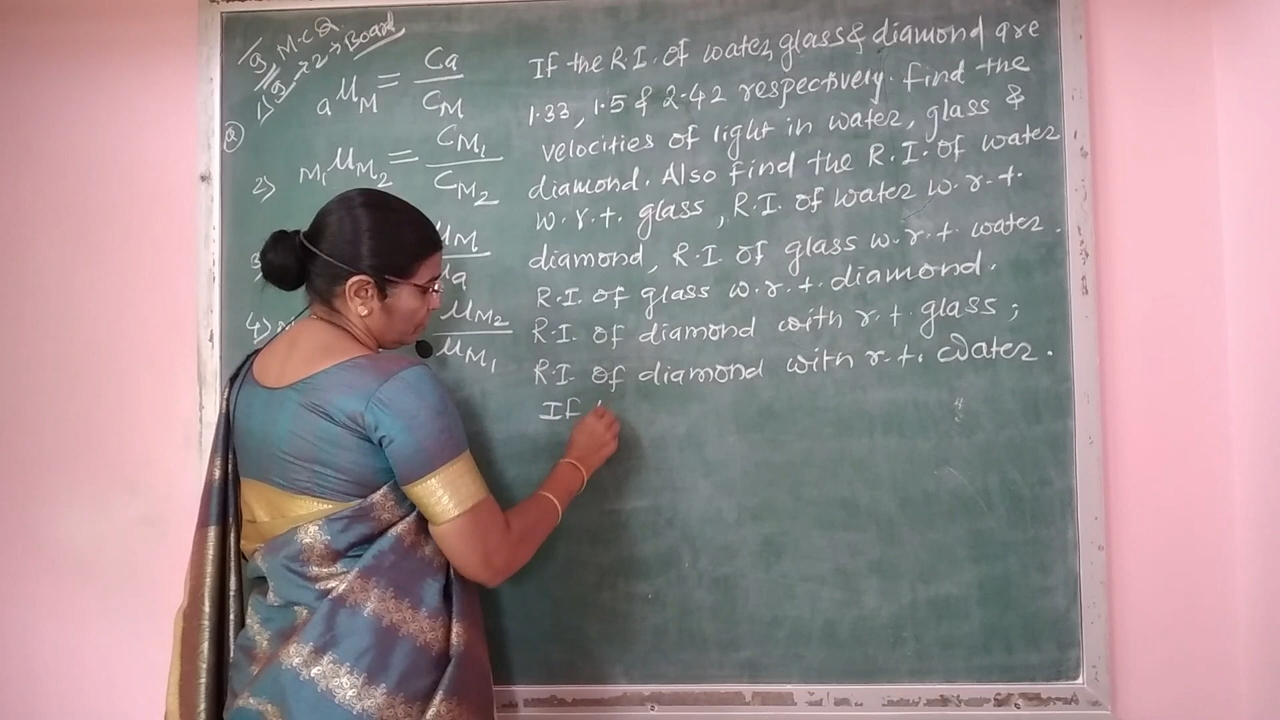 M.C.Q
2 → Board
1) aμM = Ca / CM
2) M1μM2 = CM1 / CM2
3) μM
4) μM2 / μM1
If the R.I. of water, glass & diamond are
1.33, 1.5 & 2.42 respectively. find the
velocities of light in water, glass &
diamond. Also find the R.I. of water
w.r.t. glass, R.I. of water w.r.t.
diamond, R.I. of glass w.r.t. water.
R.I. of glass w.r.t. diamond.
R.I. of diamond with r.t. glass;
R.I. of diamond with r.t. water.
If